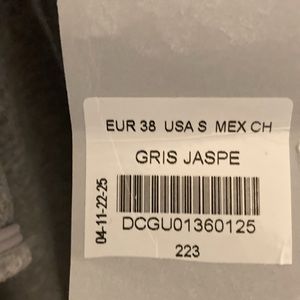 EUR 38 USA S MEX CH
GRIS JASPE
04-11-22-25
DCGU01360125
223